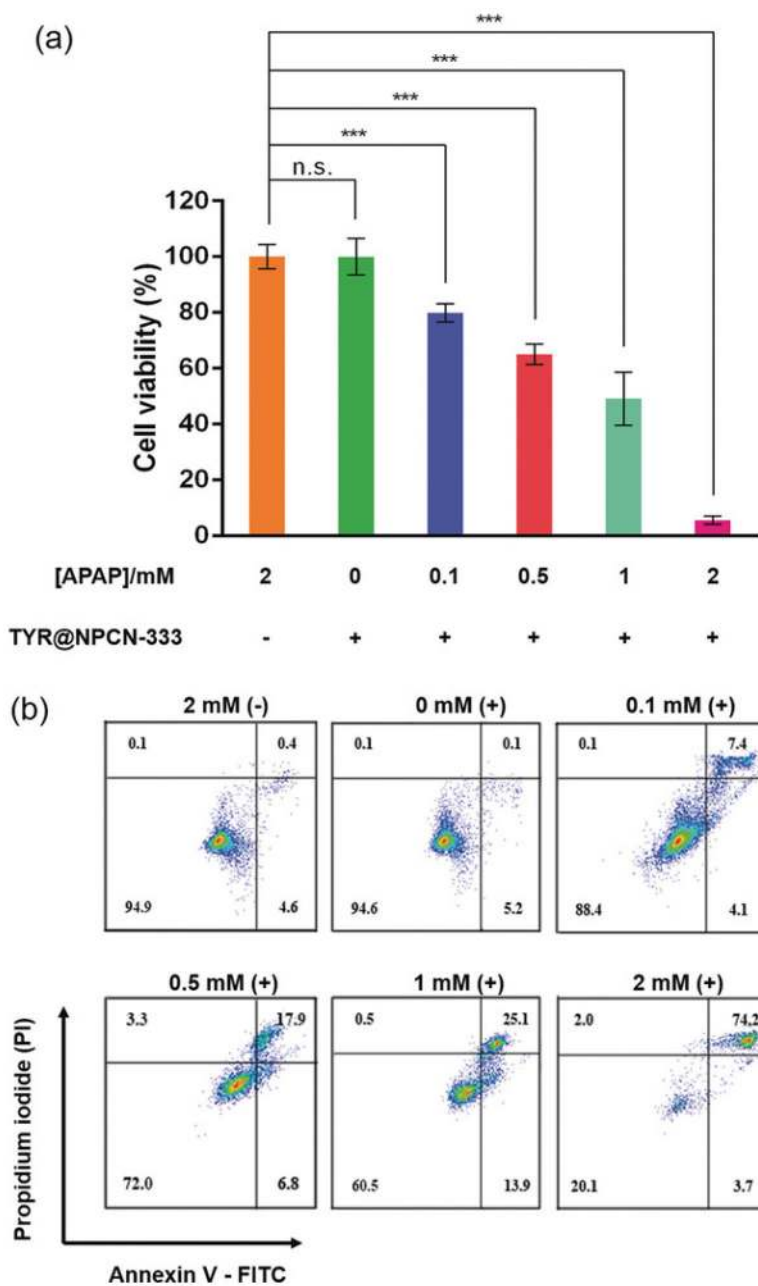 (a)
***
***
***
***
n.s.
120
100
80
60
40
20
0
Cell viability (%)
[APAP]/mM 2 0 0.1 0.5 1 2
TYR@NPCN-333 - + + + + +
(b)
2 mM (-) 0 mM (+) 0.1 mM (+)
0.1 0.4 0.1 0.1 0.1 7.4
94.9 4.6 94.6 5.2 88.4 4.1
0.5 mM (+) 1 mM (+) 2 mM (+)
3.3 17.9 0.5 25.1 2.0 74.2
72.0 6.8 60.5 13.9 20.1 3.7
Propidium iodide (PI)
Annexin V - FITC